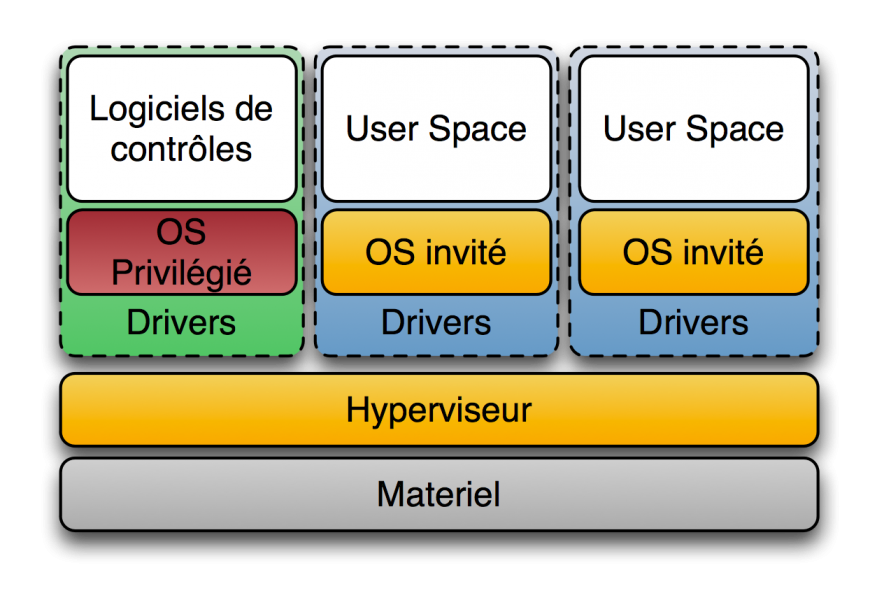 Logiciels de
contrôles
User Space
User Space
OS
Privilégié
OS invité
OS invité
Drivers
Drivers
Drivers
Hyperviseur
Materiel